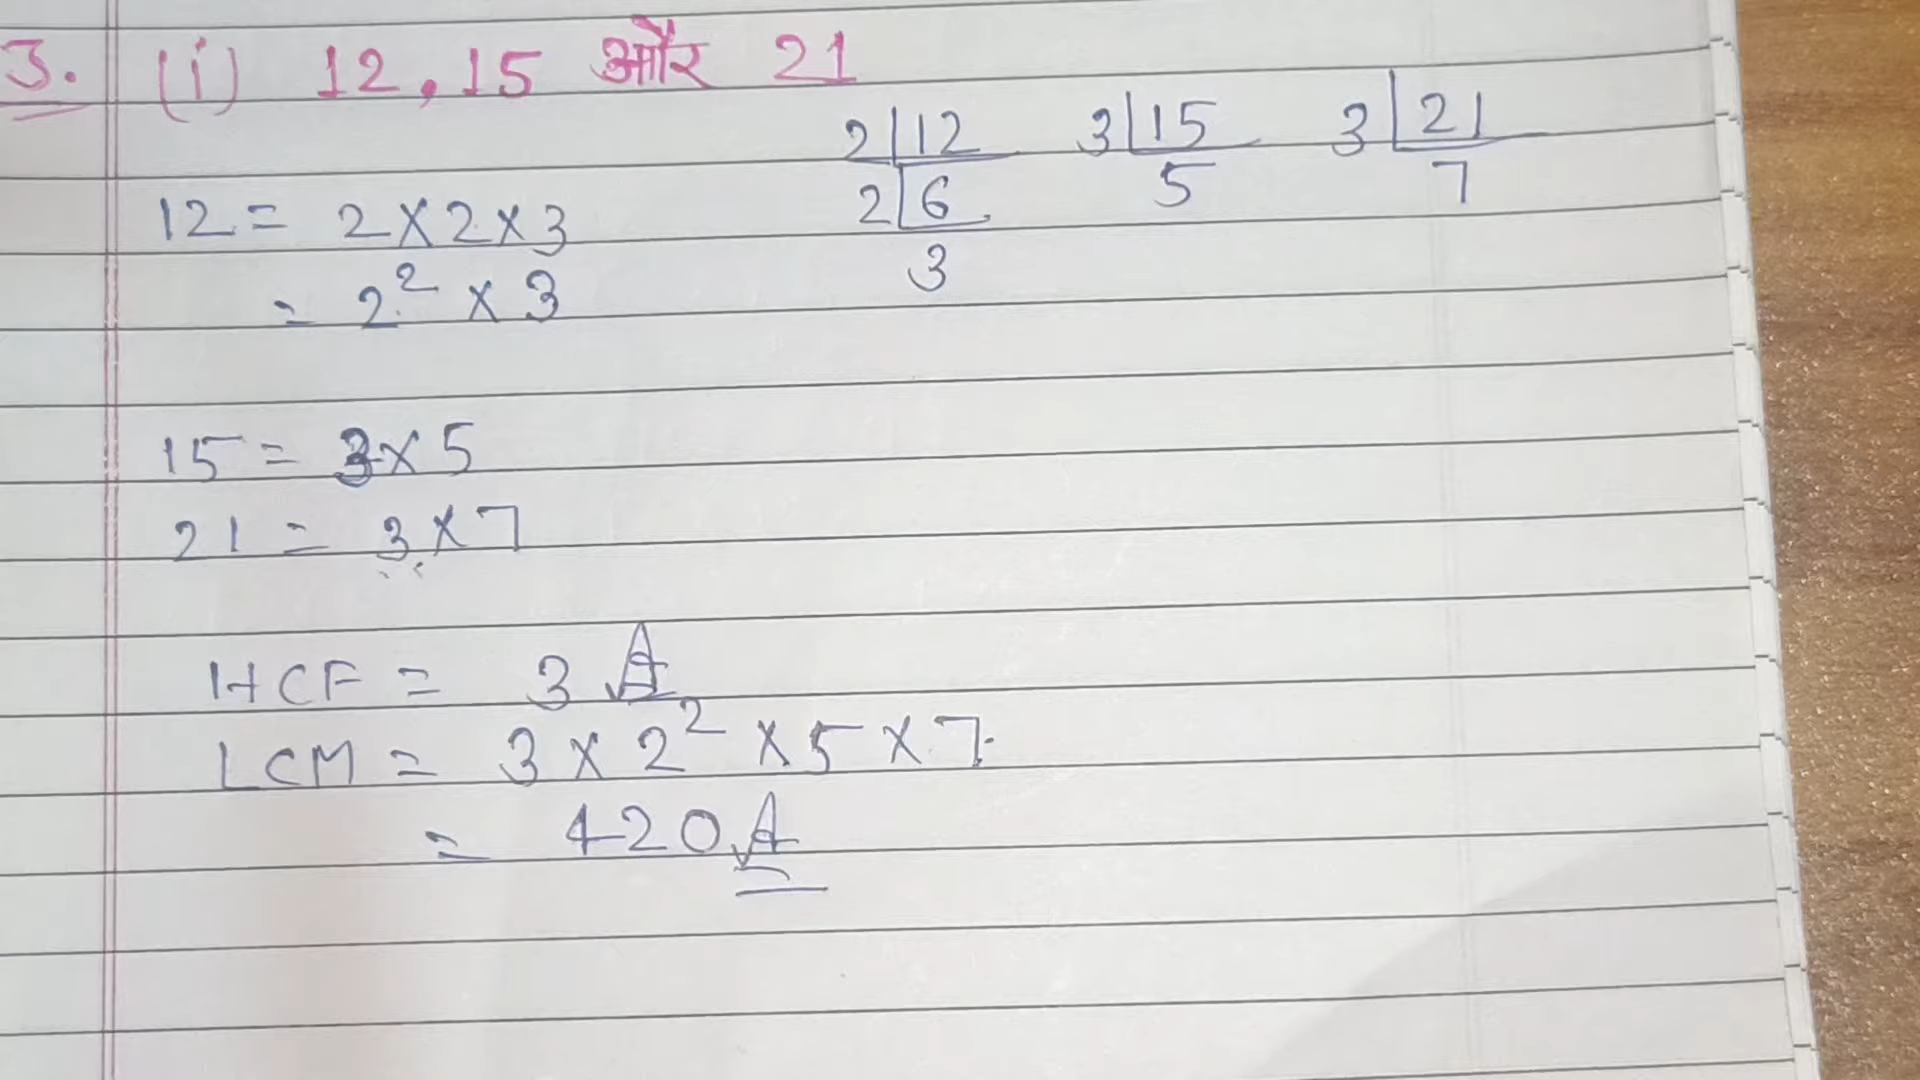 3. (i) 12, 15 और 21
2 | 12 3 | 15 3 | 21
2 | 6 5 7
3
12 = 2 × 2 × 3
= 2² × 3
15 = 3 × 5
21 = 3 × 7
HCF = 3 A
LCM = 3 × 2² × 5 × 7
= 420 A